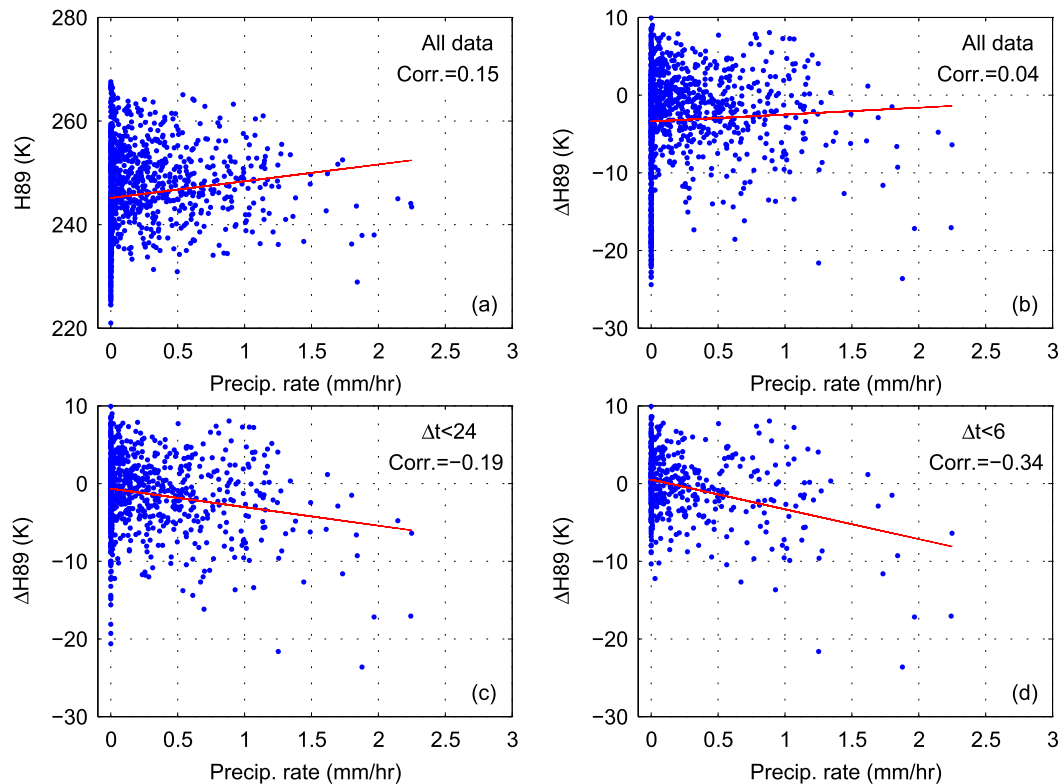 280
260
240
220
H89 (K)
All data
Corr.=0.15
(a)
0 0.5 1 1.5 2 2.5 3
Precip. rate (mm/hr)
10
0
−10
−20
−30
ΔH89 (K)
All data
Corr.=0.04
(b)
0 0.5 1 1.5 2 2.5 3
Precip. rate (mm/hr)
10
0
−10
−20
−30
ΔH89 (K)
Δt<24
Corr.=−0.19
(c)
0 0.5 1 1.5 2 2.5 3
Precip. rate (mm/hr)
10
0
−10
−20
−30
ΔH89 (K)
Δt<6
Corr.=−0.34
(d)
0 0.5 1 1.5 2 2.5 3
Precip. rate (mm/hr)